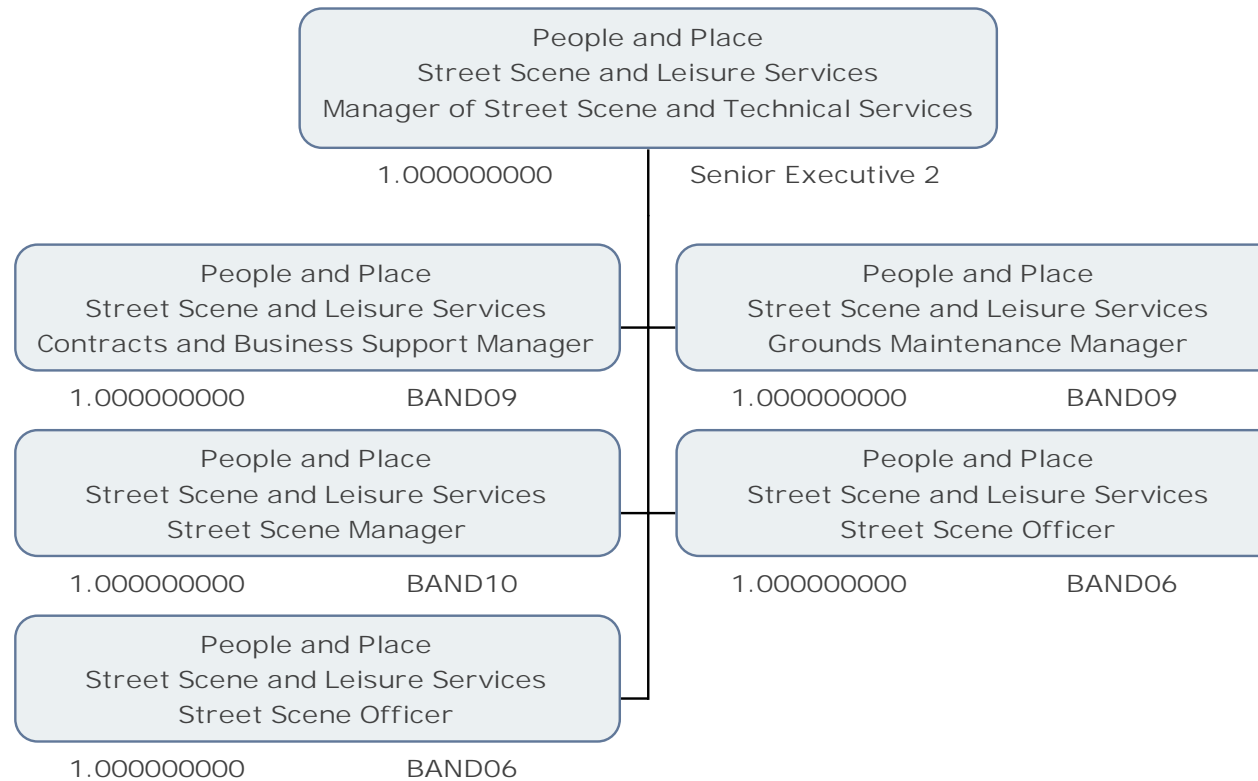 People and Place
Street Scene and Leisure Services
Manager of Street Scene and Technical Services
1.000000000 Senior Executive 2
People and Place
Street Scene and Leisure Services
Contracts and Business Support Manager
1.000000000 BAND09
People and Place
Street Scene and Leisure Services
Grounds Maintenance Manager
1.000000000 BAND09
People and Place
Street Scene and Leisure Services
Street Scene Manager
1.000000000 BAND10
People and Place
Street Scene and Leisure Services
Street Scene Officer
1.000000000 BAND06
People and Place
Street Scene and Leisure Services
Street Scene Officer
1.000000000 BAND06